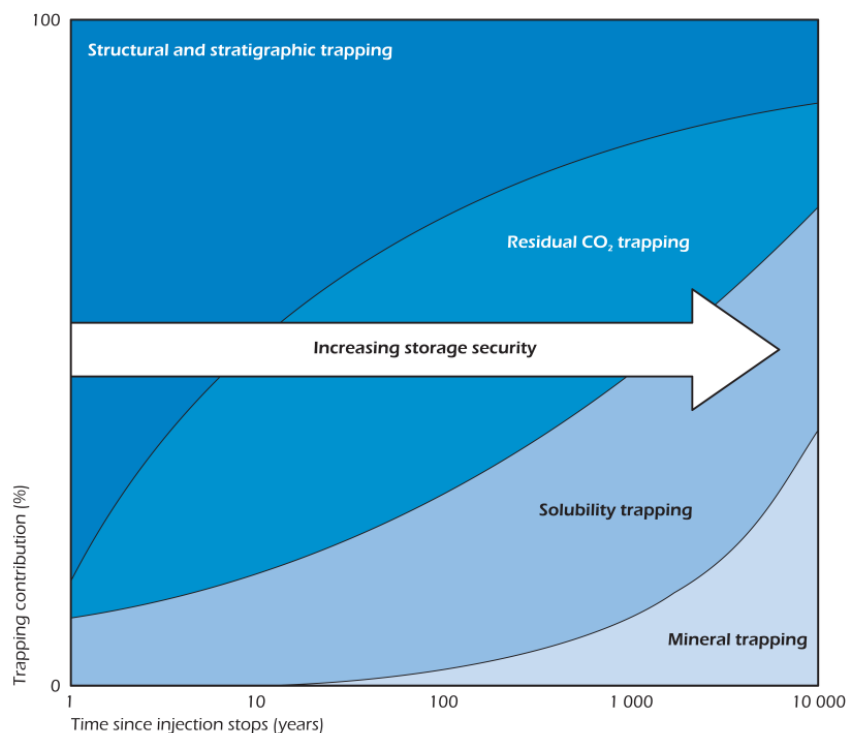 100
Structural and stratigraphic trapping
Residual CO₂ trapping
Increasing storage security
Solubility trapping
Mineral trapping
Trapping contribution (%)
0
1 10 100 1 000 10 000
Time since injection stops (years)